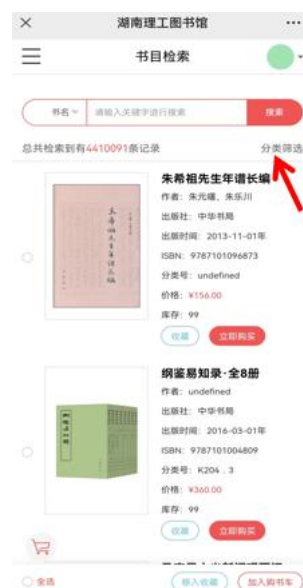 湖南理工图书馆
书目检索
书名
请输入关键字进行搜索
搜索
总共检索到有4410091条记录
分类筛选
朱希祖先生年谱长编
作者：朱元曙、朱乐川
出版社：中华书局
出版时间：2013-11-01年
ISBN：9787101096873
分类号：undefined
价格：¥156.00
库存：99
收藏
立即购买
纲鉴易知录·全8册
作者：undefined
出版社：中华书局
出版时间：2016-03-01年
ISBN：9787101004809
分类号：K204．3
价格：¥360.00
库存：99
收藏
立即购买
全选
移入收藏
加入购书车